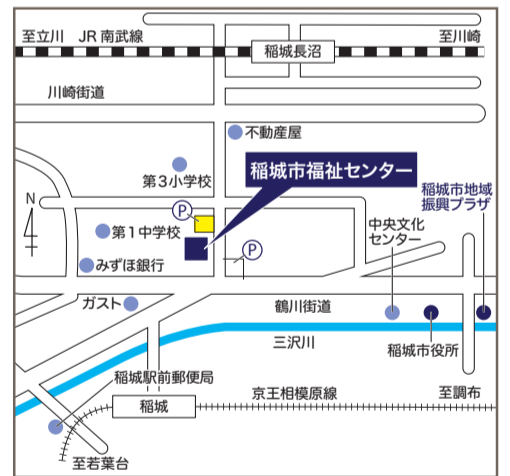 至立川 JR 南武線
稲城長沼
至川崎
川崎街道
不動産屋
第3小学校
稲城市福祉センター
稲城市地域
振興プラザ
N
P
第1中学校
P
中央文化
センター
みずほ銀行
ガスト
鶴川街道
三沢川
稲城市役所
稲城駅前郵便局
稲城
京王相模原線
至調布
至若葉台